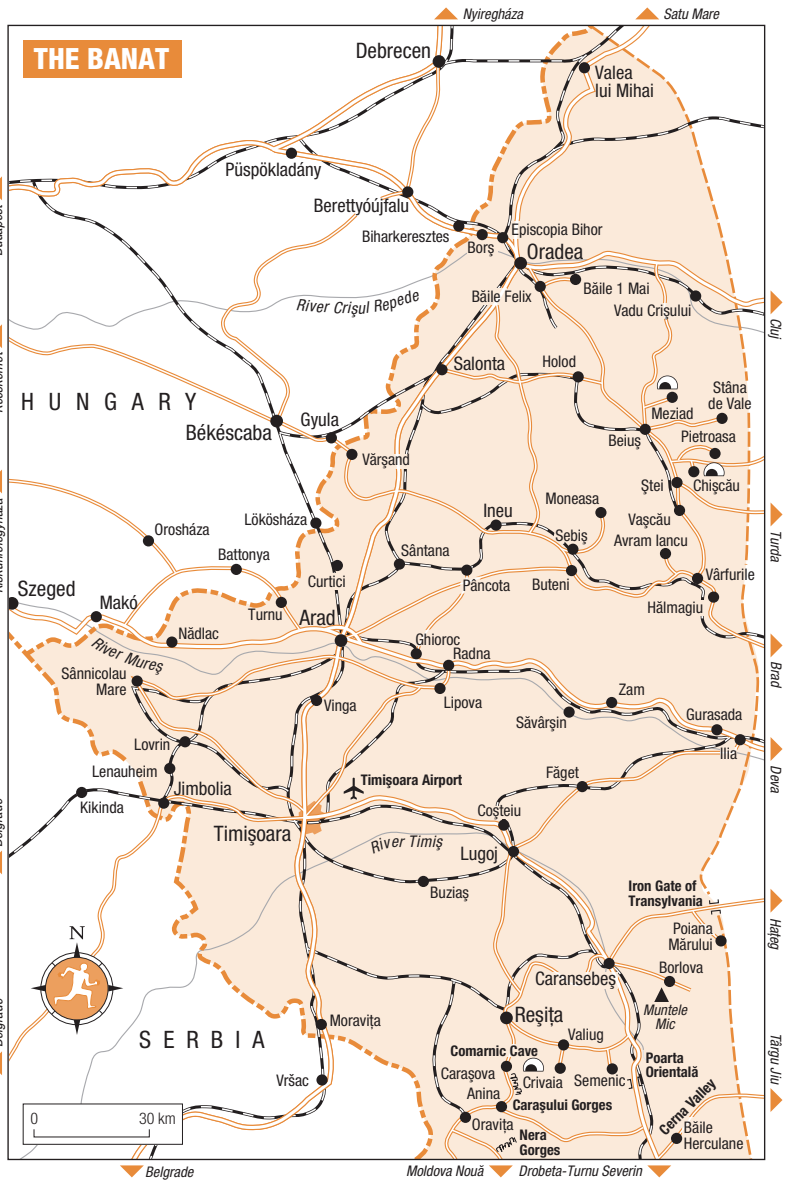 Nyíregháza
Satu Mare
THE BANAT
Debrecen
Valea
lui Mihai
Püspökladány
Berettyóújfalu
Biharkeresztes
Borş
Episcopia Bihor
Oradea
Băile Felix
Băile 1 Mai
Vadu Crişului
River Crişul Repede
Cluj
Salonta
Holod
HUNGARY
Békéscaba
Gyula
Vărşand
Meziad
Stâna
de Vale
Beiuş
Pietroasa
Ştei
Chişcău
Vaşcău
Ineu
Moneasa
Lökösháza
Orosháza
Battonya
Sebiş
Avram Iancu
Turda
Szeged
Makó
Curtici
Sântana
Pâncota
Buteni
Vârfurile
Hălmagiu
Turnu
Nădlac
Arad
Ghioroc
Radna
River Mureş
Brad
Sânnicolau
Mare
Vinga
Lipova
Zam
Săvârşin
Gurasada
Ilia
Deva
Lovrin
Lenauheim
Jimbolia
Kikinda
Timişoara Airport
Făget
Timişoara
Coşteiu
River Timiş
Lugoj
Buziaş
Iron Gate of
Transylvania
Haţeg
Poiana
Mărului
N
Caransebeş
Borlova
Muntele
Mic
SERBIA
Moraviţa
Reşiţa
Valiug
Comarnic Cave
Caraşova
Crivaia
Semenic
Poarta
Orientală
Târgu Jiu
Vršac
Anina
Caraşului Gorges
Oraviţa
Nera
Gorges
Cerna Valley
Băile
Herculane
0 30 km
Belgrade
Moldova Nouă
Drobeta-Turnu Severin